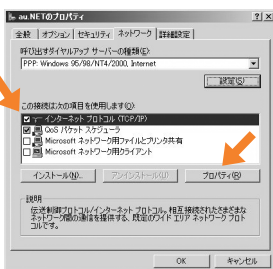 au.NETのプロパティ
全般 オプション セキュリティ ネットワーク 詳細設定
呼び出すダイヤルアップ サーバーの種類(E):
PPP: Windows 95/98/NT4/2000, Internet
設定(S)
この接続は次の項目を使用します(O):
インターネット プロトコル (TCP/IP)
QoS パケット スケジューラ
Microsoft ネットワーク用ファイルとプリンタ共有
Microsoft ネットワーク用クライアント
インストール(N)... アンインストール(U) プロパティ(R)
説明
伝送制御プロトコル/インターネット プロトコル。相互接続されたさまざまな
ネットワーク間の通信を提供する、既定のワイド エリア ネットワーク プロト
コルです。
OK キャンセル